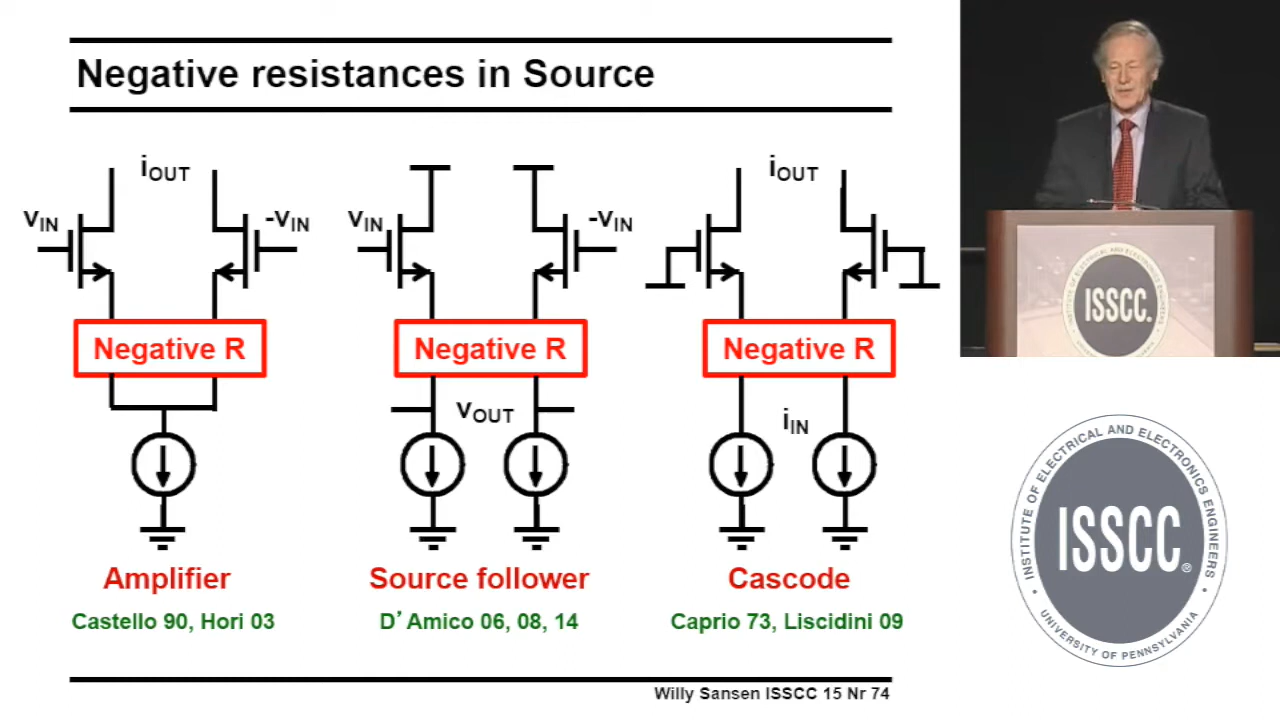 Negative resistances in Source
iOUT
vIN
-vIN
Negative R
Amplifier
Castello 90, Hori 03
vIN
-vIN
Negative R
vOUT
Source follower
D'Amico 06, 08, 14
iOUT
Negative R
iIN
Cascode
Caprio 73, Liscidini 09
Willy Sansen ISSCC 15 Nr 74
ISSCC.
INSTITUTE OF ELECTRICAL AND ELECTRONICS ENGINEERS
ISSCC®
UNIVERSITY OF PENNSYLVANIA